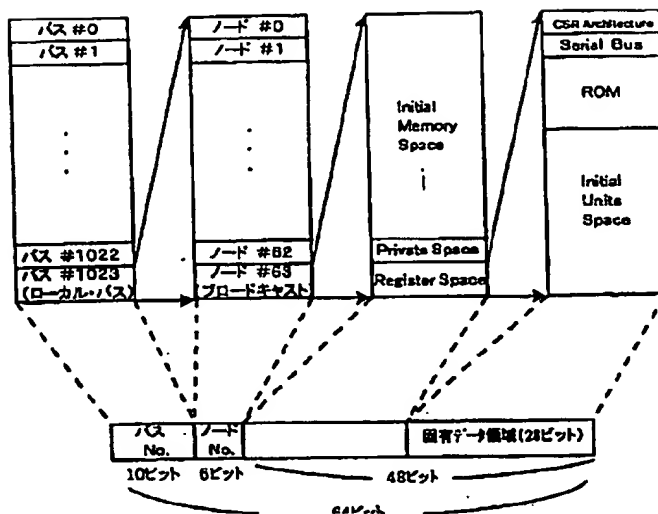 バス #0
バス #1
バス #1022
バス #1023
(ローカル・バス)
ノード #0
ノード #1
ノード #62
ノード #63
(ブロードキャスト)
Initial
Memory
Space
Private Space
Register Space
CSR Architecture
Serial Bus
ROM
Initial
Units
Space
バス
No.
ノード
No.
固有データ領域(28ビット)
10ビット
6ビット
48ビット
64ビット